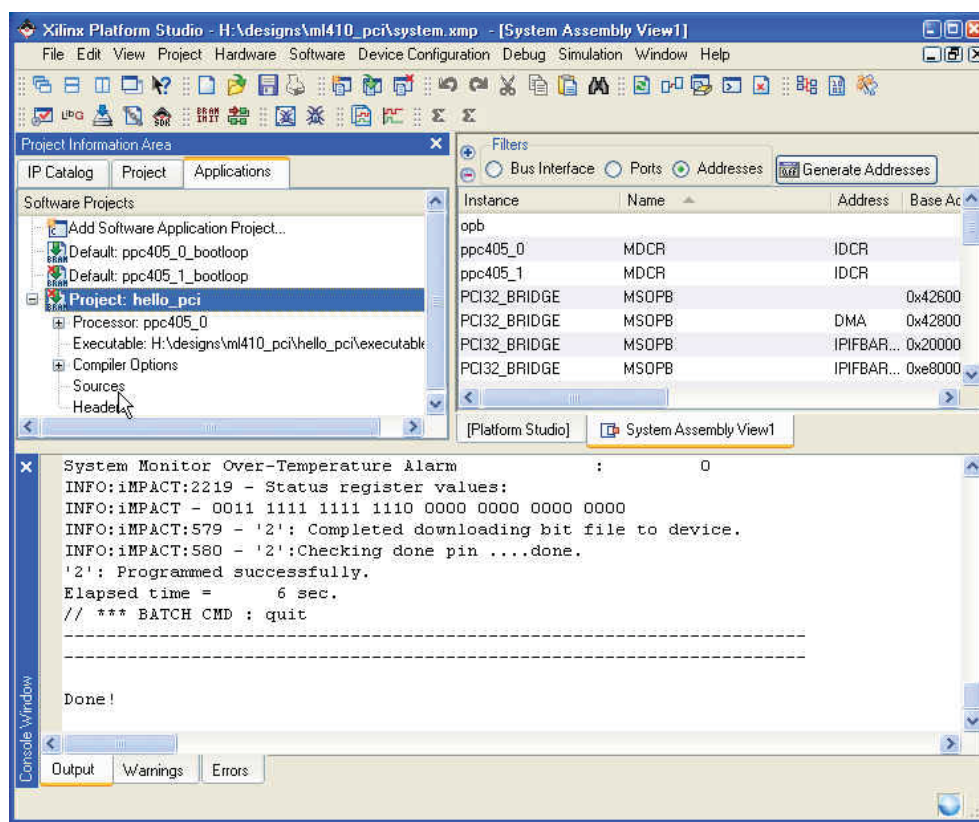 Xilinx Platform Studio - H:\designs\ml410_pci\system.xmp - [System Assembly View1]
File Edit View Project Hardware Software Device Configuration Debug Simulation Window Help
Project Information Area
IP Catalog Project Applications
Software Projects
Add Software Application Project...
Default: ppc405_0_bootloop
Default: ppc405_1_bootloop
Project: hello_pci
Processor: ppc405_0
Executable: H:\designs\ml410_pci\hello_pci\executable
Compiler Options
Sources
Headers
Filters
Bus Interface Ports Addresses Generate Addresses
Instance Name Address Base Ac
opb
ppc405_0 MDCR IDCR
ppc405_1 MDCR IDCR
PCI32_BRIDGE MSOPB 0x42600
PCI32_BRIDGE MSOPB DMA 0x42800
PCI32_BRIDGE MSOPB IPIFBAR... 0x20000
PCI32_BRIDGE MSOPB IPIFBAR... 0xe8000
[Platform Studio] System Assembly View1
System Monitor Over-Temperature Alarm : 0
INFO:iMPACT:2219 - Status register values:
INFO:iMPACT - 0011 1111 1111 1110 0000 0000 0000 0000
INFO:iMPACT:579 - '2': Completed downloading bit file to device.
INFO:iMPACT:580 - '2':Checking done pin ....done.
'2': Programmed successfully.
Elapsed time = 6 sec.
// *** BATCH CMD : quit
----------------------------------------------------------------------
----------------------------------------------------------------------
Done!
Console Window
Output Warnings Errors